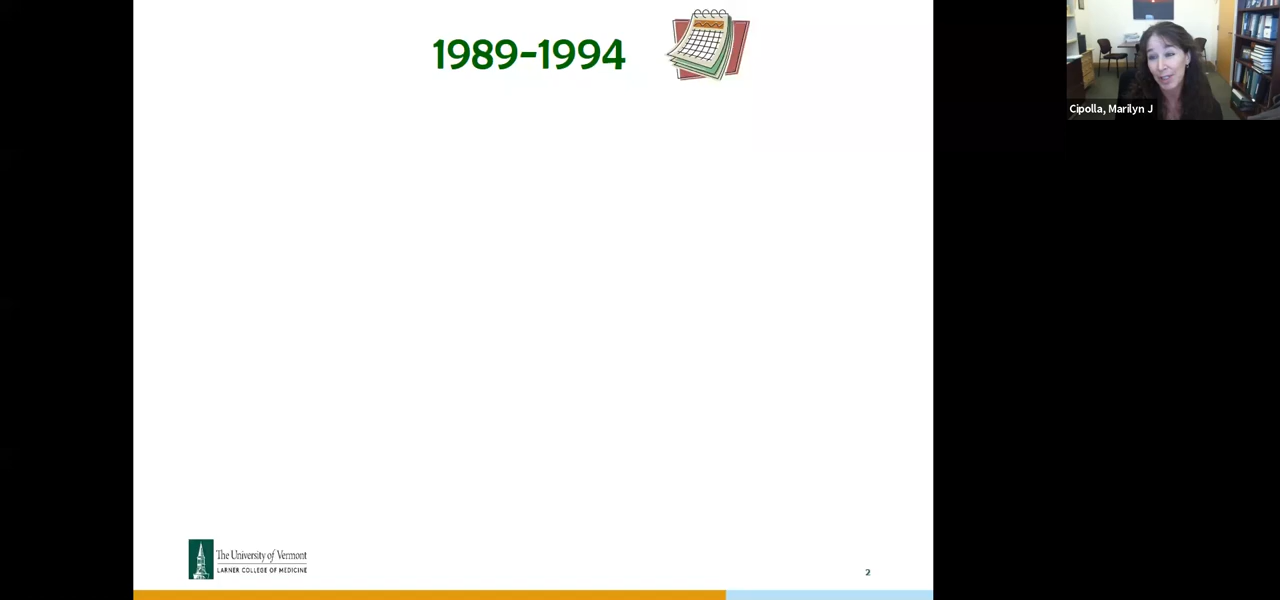 1989-1994
Cipolla, Marilyn J
The University of Vermont
LARNER COLLEGE OF MEDICINE
2